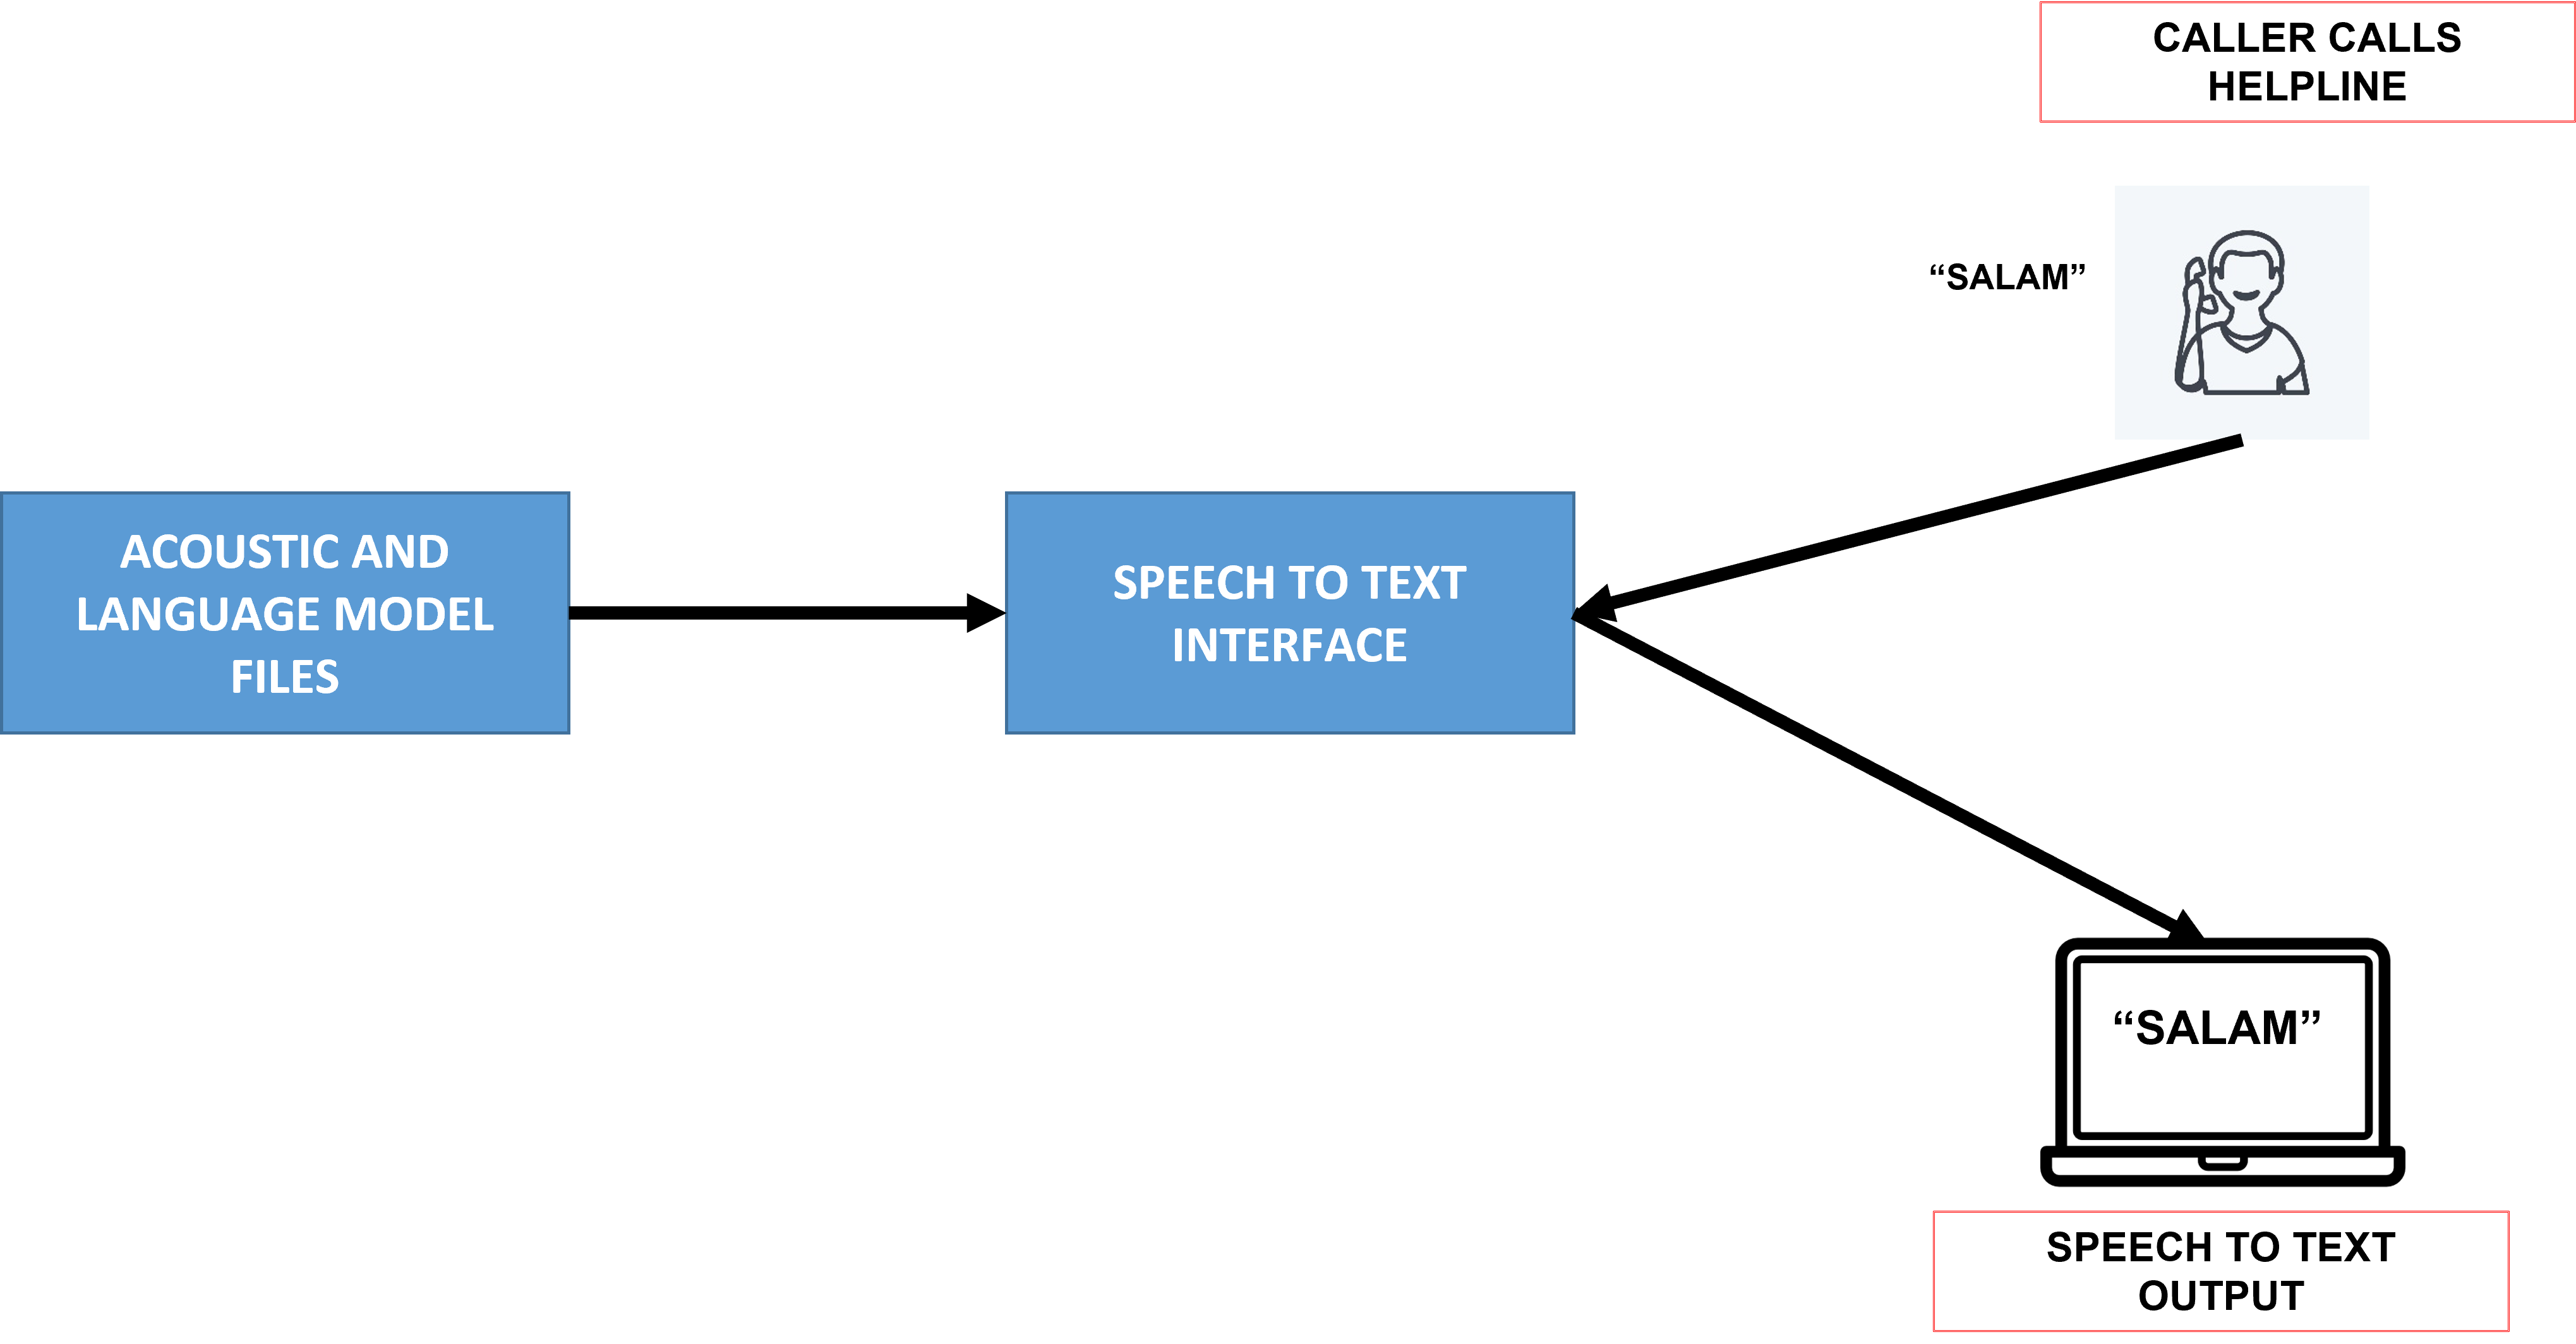 CALLER CALLS
HELPLINE
“SALAM”
ACOUSTIC AND
LANGUAGE MODEL
FILES
SPEECH TO TEXT
INTERFACE
“SALAM”
SPEECH TO TEXT
OUTPUT